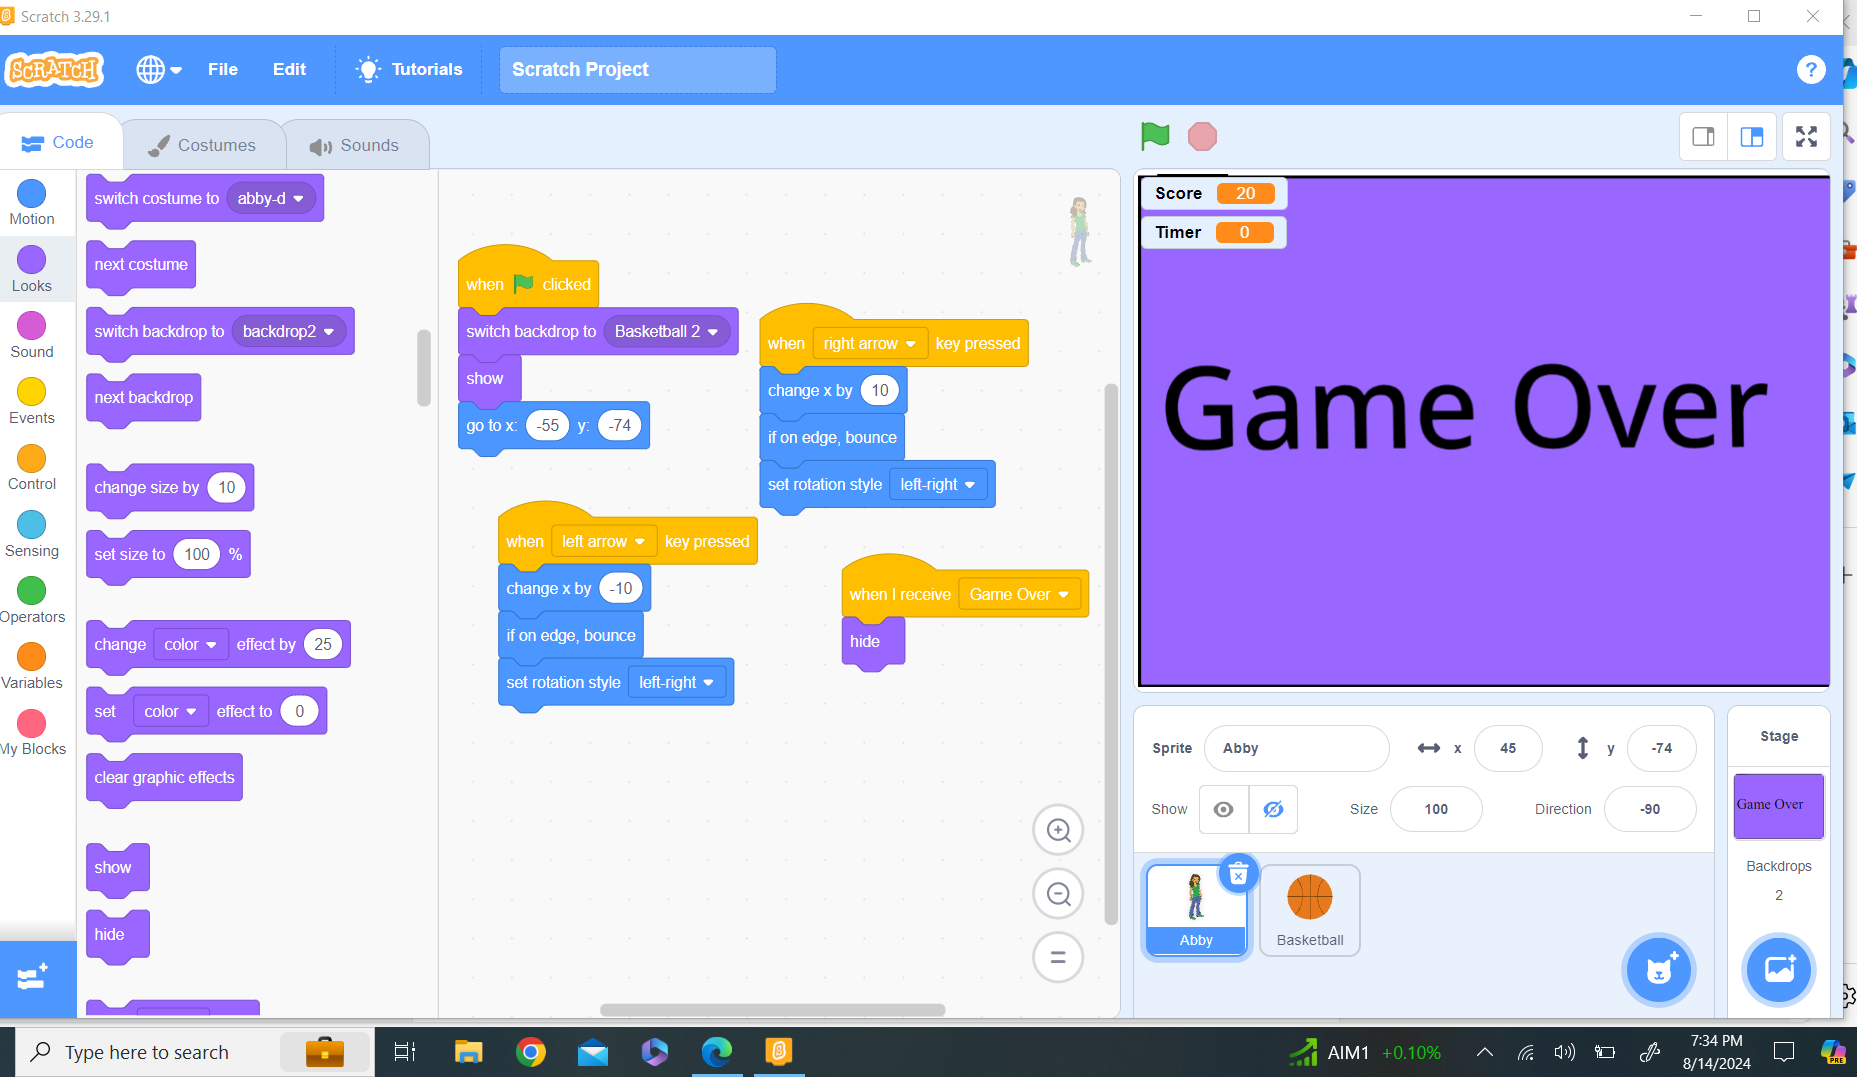 Scratch 3.29.1
SCRATCH
File
Edit
Tutorials
Scratch Project
?
Code
Costumes
Sounds
Motion
Looks
Sound
Events
Control
Sensing
Operators
Variables
My Blocks
switch costume to abby-d
next costume
switch backdrop to backdrop2
next backdrop
change size by 10
set size to 100 %
change color effect by 25
set color effect to 0
clear graphic effects
show
hide
when clicked
switch backdrop to Basketball 2
show
go to x: -55 y: -74
when right arrow key pressed
change x by 10
if on edge, bounce
set rotation style left-right
when left arrow key pressed
change x by -10
if on edge, bounce
set rotation style left-right
when I receive Game Over
hide
Score 20
Timer 0
Game Over
Sprite Abby x 45 y -74
Show Size 100 Direction -90
Abby
Basketball
Stage
Game Over
Backdrops
2
Type here to search
AIM1 +0.10%
7:34 PM
8/14/2024
PRE